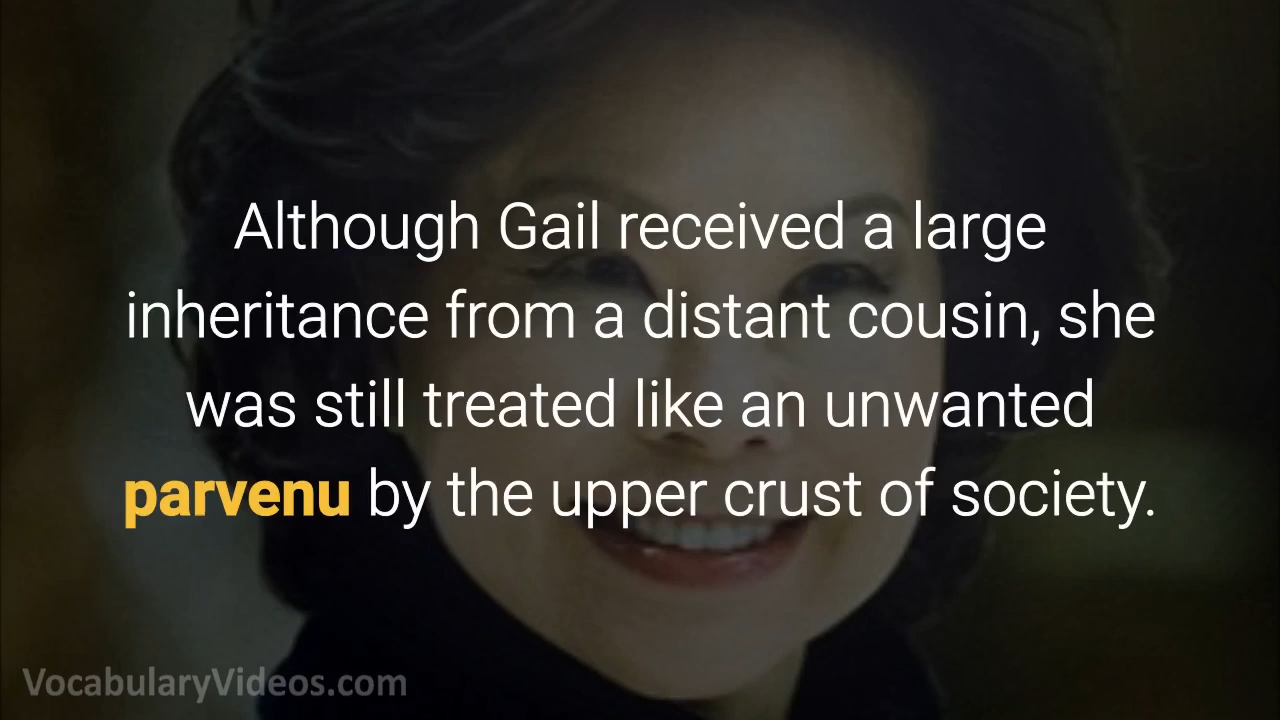 Although Gail received a large
inheritance from a distant cousin, she
was still treated like an unwanted
parvenu by the upper crust of society.
VocabularyVideos.com